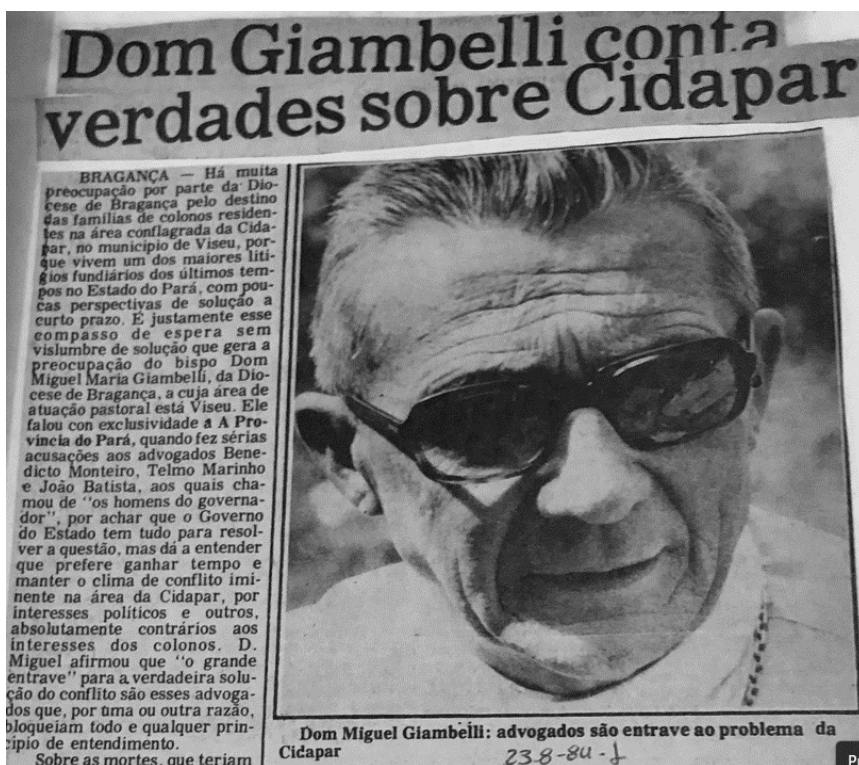 Dom Giambelli conta
verdades sobre Cidapar
BRAGANÇA — Há muita
preocupação por parte da Dio-
cese de Bragança pelo destino
das famílias de colonos residen-
tes na área conflagrada da Cida-
par, no município de Viseu, por-
que vivem um dos maiores lití-
gios fundiários dos últimos tem-
pos no Estado do Pará, com pou-
cas perspectivas de solução a
curto prazo. É justamente esse
compasso de espera sem
vislumbre de solução que gera a
preocupação do bispo Dom
Miguel Maria Giambelli, da Dio-
cese de Bragança, a cuja área de
atuação pastoral está Viseu. Ele
falou con exclusividade a A Pro-
víncia do Pará, quando fez sérias
acusações aos advogados Bene-
dicto Monteiro, Telmo Marinho
e João Batista, aos quais cha-
mou de "os homens do governa-
dor", por achar que o Governo
do Estado tem tudo para resol-
ver a questão, mas dá a entender
que prefere ganhar tempo e
manter o clima de conflito imi-
nente na área da Cidapar, por
interesses políticos e outros,
absolutamente contrários aos
interesses dos colonos. D.
Miguel afirmou que "o grande
entrave" para a verdadeira solu-
ção do conflito são esses advoga-
dos que, por uma ou outra razão,
bloqueiam todo e qualquer prin-
cípio de entendimento.
Sobre as mortes, que teriam
Dom Miguel Giambelli: advogados são entrave ao problema da
Cidapar
23-8-84